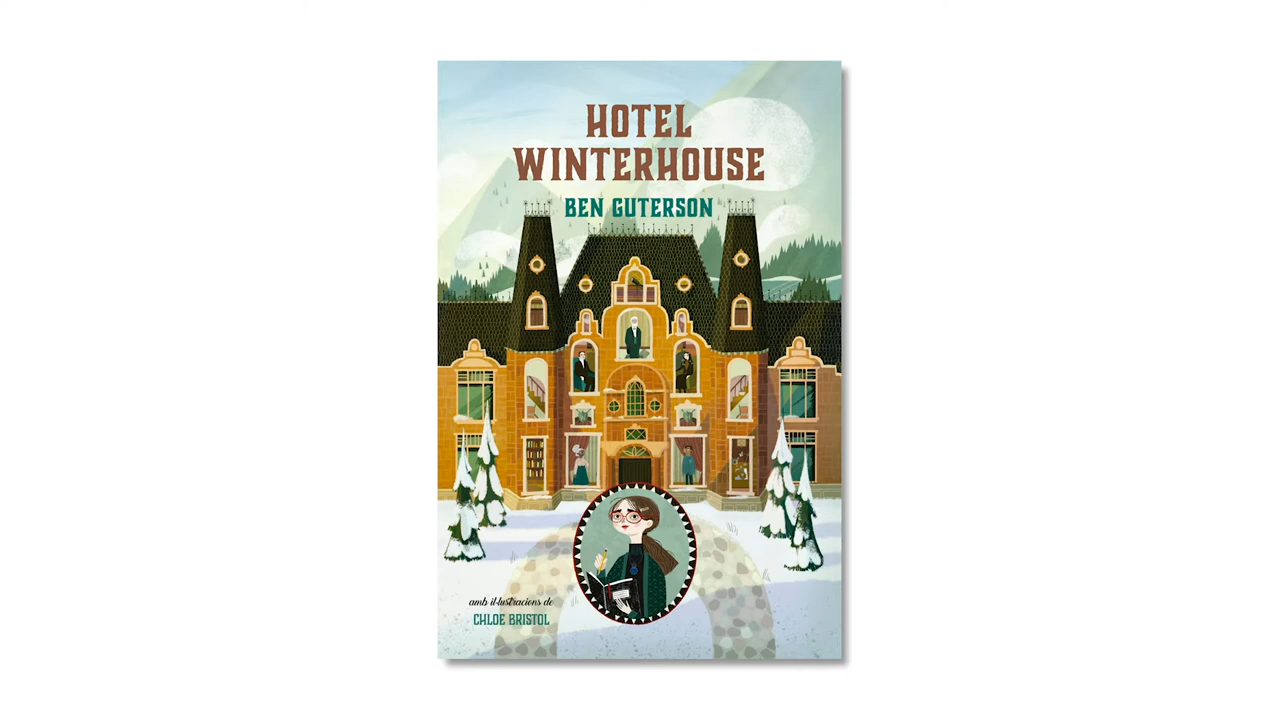 HOTEL
WINTERHOUSE
BEN GUTERSON
amb il·lustracions de
CHLOE BRISTOL